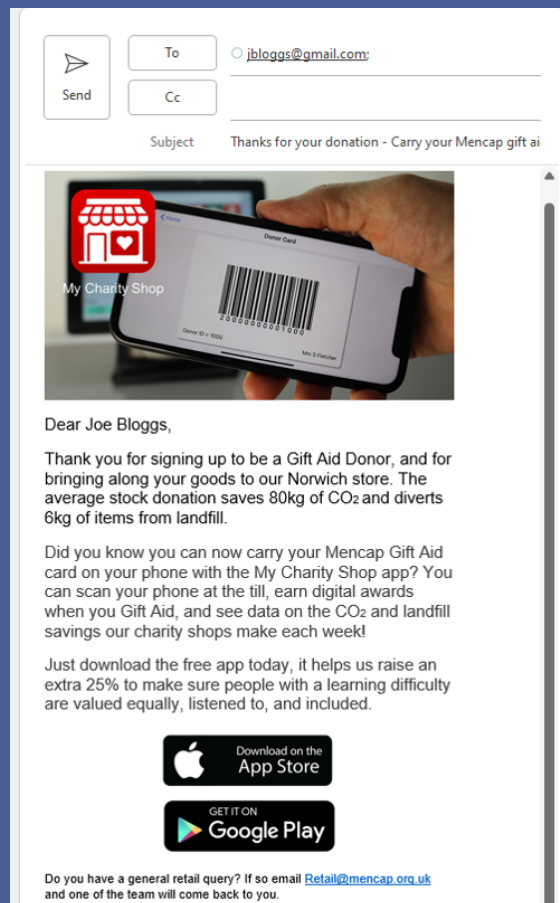 Send
To
jbloggs@gmail.com;
Cc
Subject Thanks for your donation - Carry your Mencap gift ai
My Charity Shop
Home
Donor Card
2000000001000
Donor ID = 1000
Mrs S Fletcher
Dear Joe Bloggs,
Thank you for signing up to be a Gift Aid Donor, and for
bringing along your goods to our Norwich store. The
average stock donation saves 80kg of CO₂ and diverts
6kg of items from landfill.
Did you know you can now carry your Mencap Gift Aid
card on your phone with the My Charity Shop app? You
can scan your phone at the till, earn digital awards
when you Gift Aid, and see data on the CO₂ and landfill
savings our charity shops make each week!
Just download the free app today, it helps us raise an
extra 25% to make sure people with a learning difficulty
are valued equally, listened to, and included.
Download on the
App Store
GET IT ON
Google Play
Do you have a general retail query? If so email Retail@mencap.org.uk
and one of the team will come back to you.